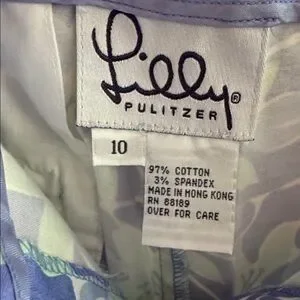 Lilly®
PULITZER
10
97% COTTON
3% SPANDEX
MADE IN HONG KONG
RN 88189
OVER FOR CARE